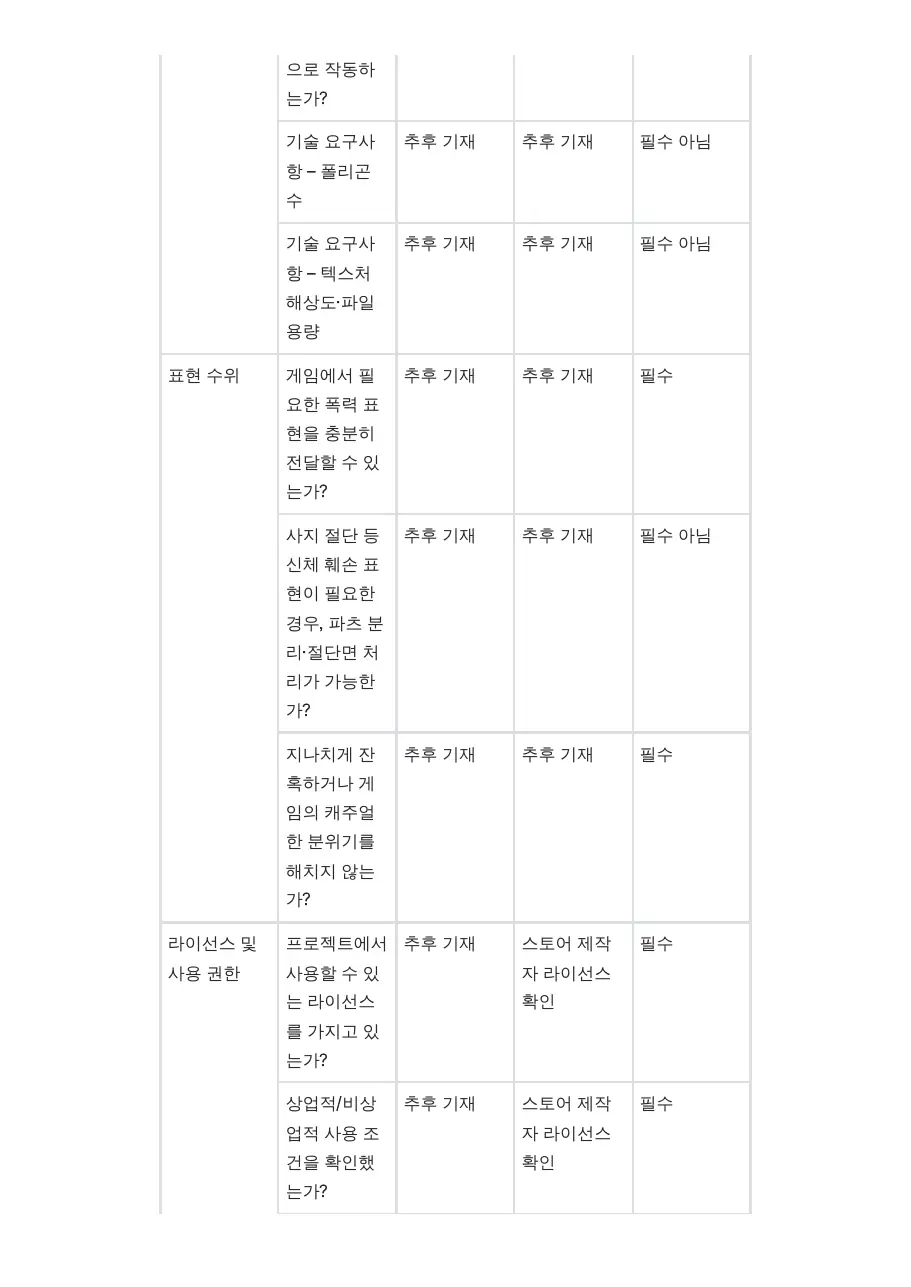 으로 작동하
는가?
기술 요구사 추후 기재 추후 기재 필수 아님
항 – 폴리곤
수
기술 요구사 추후 기재 추후 기재 필수 아님
항 – 텍스처
해상도·파일
용량
표현 수위 게임에서 필 추후 기재 추후 기재 필수
요한 폭력 표
현을 충분히
전달할 수 있
는가?
사지 절단 등 추후 기재 추후 기재 필수 아님
신체 훼손 표
현이 필요한
경우, 파츠 분
리·절단면 처
리가 가능한
가?
지나치게 잔 추후 기재 추후 기재 필수
혹하거나 게
임의 캐주얼
한 분위기를
해치지 않는
가?
라이선스 및 프로젝트에서 추후 기재 스토어 제작 필수
사용 권한 사용할 수 있 자 라이선스
는 라이선스 확인
를 가지고 있
는가?
상업적/비상 추후 기재 스토어 제작 필수
업적 사용 조 자 라이선스
건을 확인했 확인
는가?